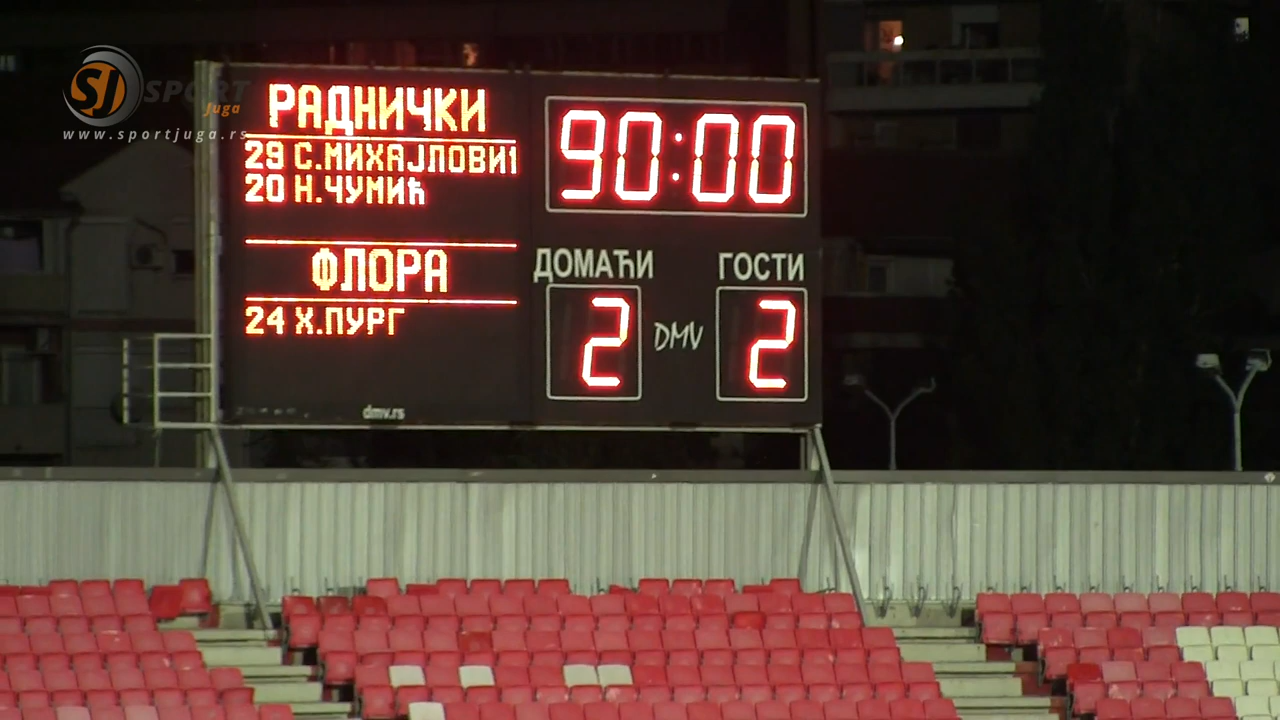 SJ SPORT
Juga
www.sportjuga.rs
РАДНИЧКИ
29 С.МИХАЈЛОВИ
20 Н.ЧУМИЋ
90:00
ФЛОРА
24 Х.ПУРГ
ДОМАЋИ ГОСТИ
2 DMV 2
dmv.rs